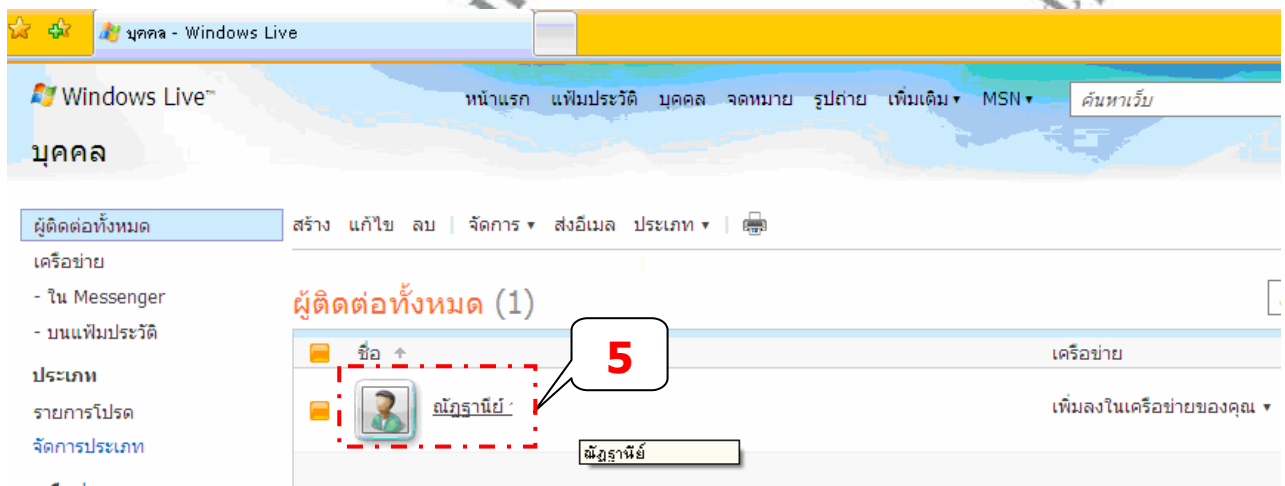 บุคคล - Windows Live
Windows Live™
หน้าแรก แฟ้มประวัติ บุคคล จดหมาย รูปถ่าย เพิ่มเติม MSN ค้นหาเว็บ
บุคคล
ผู้ติดต่อทั้งหมด
สร้าง แก้ไข ลบ | จัดการ ส่งอีเมล ประเภท |
เครือข่าย
- ใน Messenger
- บนแฟ้มประวัติ
ผู้ติดต่อทั้งหมด (1)
ชื่อ
5
เครือข่าย
ประเภท
รายการโปรด
จัดการประเภท
ณัฏฐานีย์
เพิ่มลงในเครือข่ายของคุณ
ณัฏฐานีย์